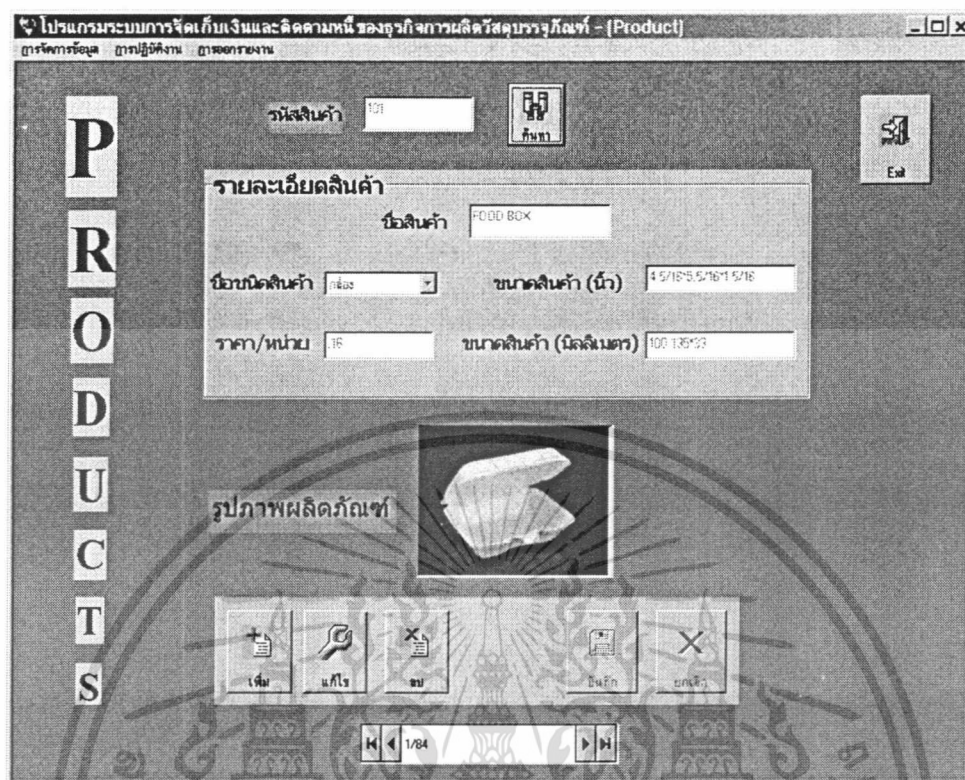 โปรแกรมระบบการจัดเก็บเงินและติดตามหนี้ ของธุรกิจการผลิตวัสดุบรรจุภัณฑ์ - [Product]
การจัดการข้อมูล การปฏิบัติงาน การออกรายงาน
PRODUCTS
รหัสสินค้า 101 ค้นหา
Exit
รายละเอียดสินค้า
ชื่อสินค้า FOOD BOX
ชื่อชนิดสินค้า กล่อง ขนาดสินค้า (นิ้ว) 4 5/16*5.5/16*1 5/16
ราคา/หน่วย .16 ขนาดสินค้า (มิลลิเมตร)
รูปภาพผลิตภัณฑ์
เพิ่ม แก้ไข ลบ บันทึก ยกเลิก
1/84